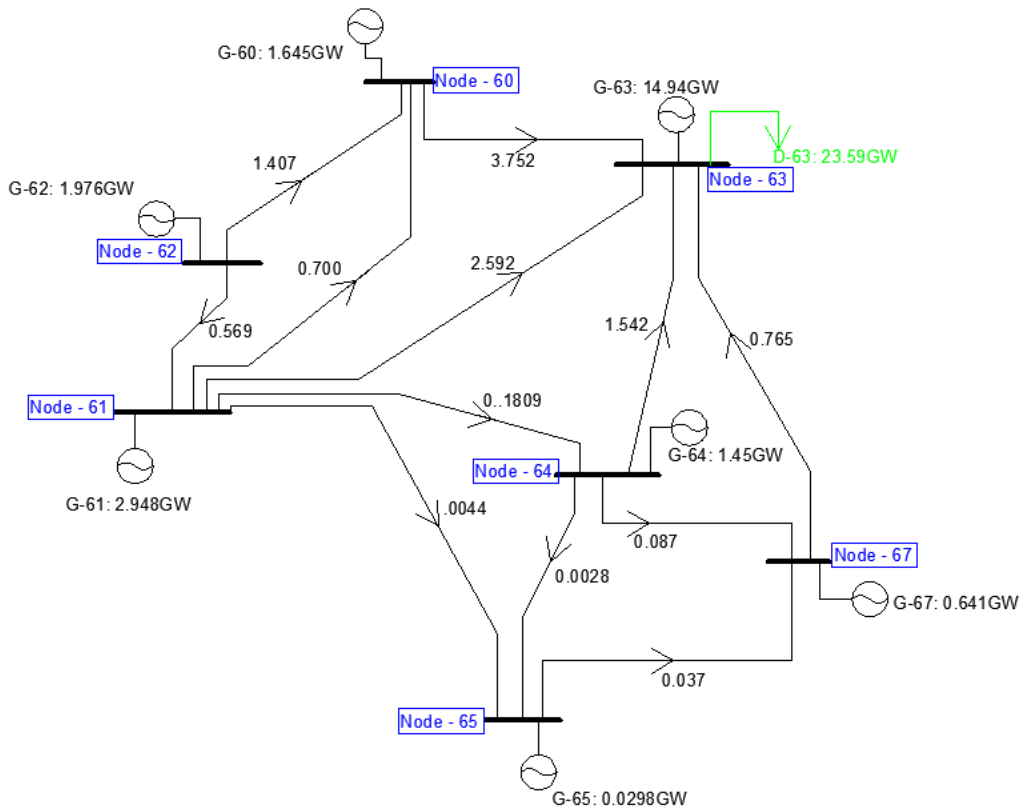 G-60: 1.645GW
Node - 60
G-63: 14.94GW
D-63: 23.59GW
Node - 63
1.407
3.752
G-62: 1.976GW
Node - 62
0.700
2.592
0.569
1.542
0.765
Node - 61
0..1809
G-61: 2.948GW
Node - 64
G-64: 1.45GW
.0044
0.087
0.0028
Node - 67
G-67: 0.641GW
0.037
Node - 65
G-65: 0.0298GW